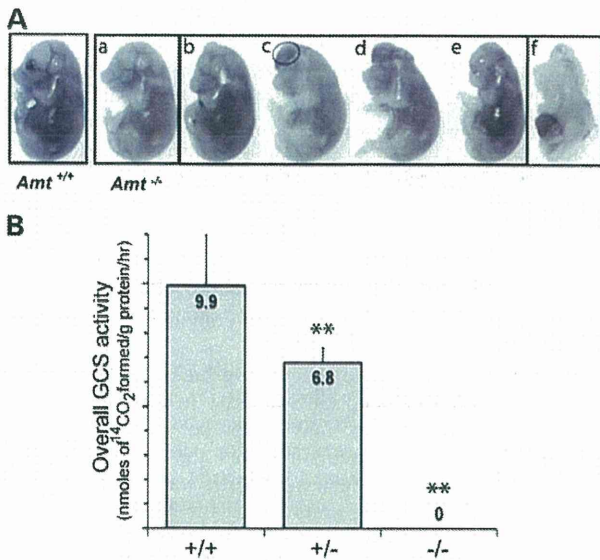 A
a b c d e f
Amt +/+ Amt -/-
B
Overall GCS activity
(nmoles of ¹⁴CO₂ formed/g protein/hr)
9.9
**
6.8
**
0
+/+ +/- -/-